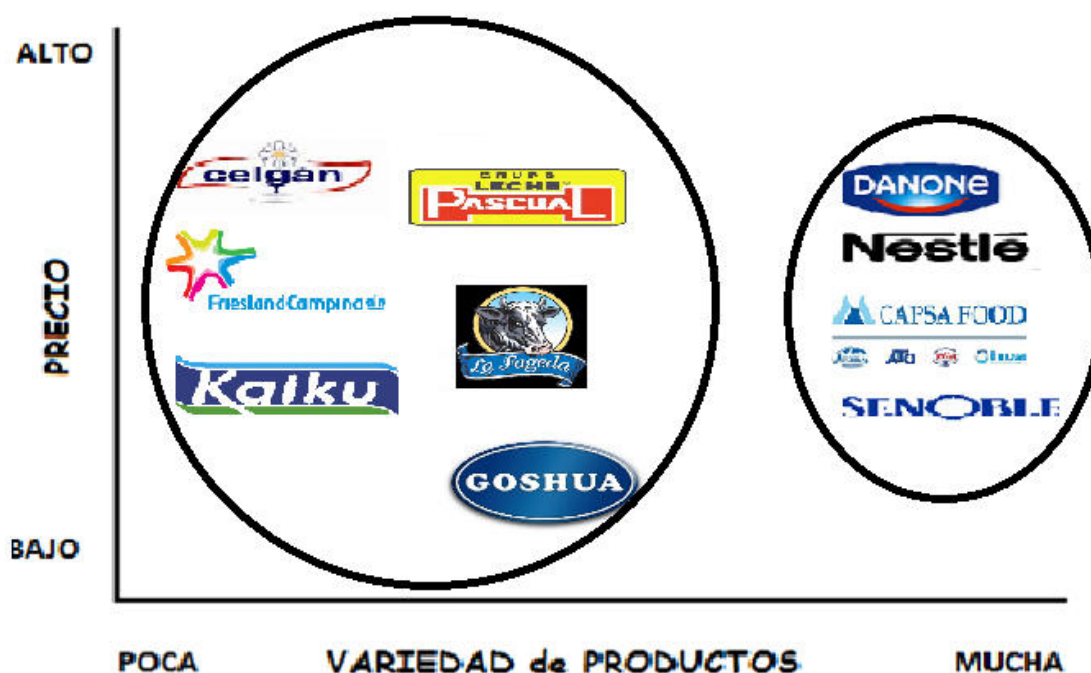 ALTO
celgán
GRUPO
LECHE
PASCUAL
DANONE
Nestlé
FrieslandCampina
PRECIO
CAPSA FOOD
La Fageda
Kaiku
SENOBLE
GOSHUA
BAJO
POCA VARIEDAD de PRODUCTOS MUCHA